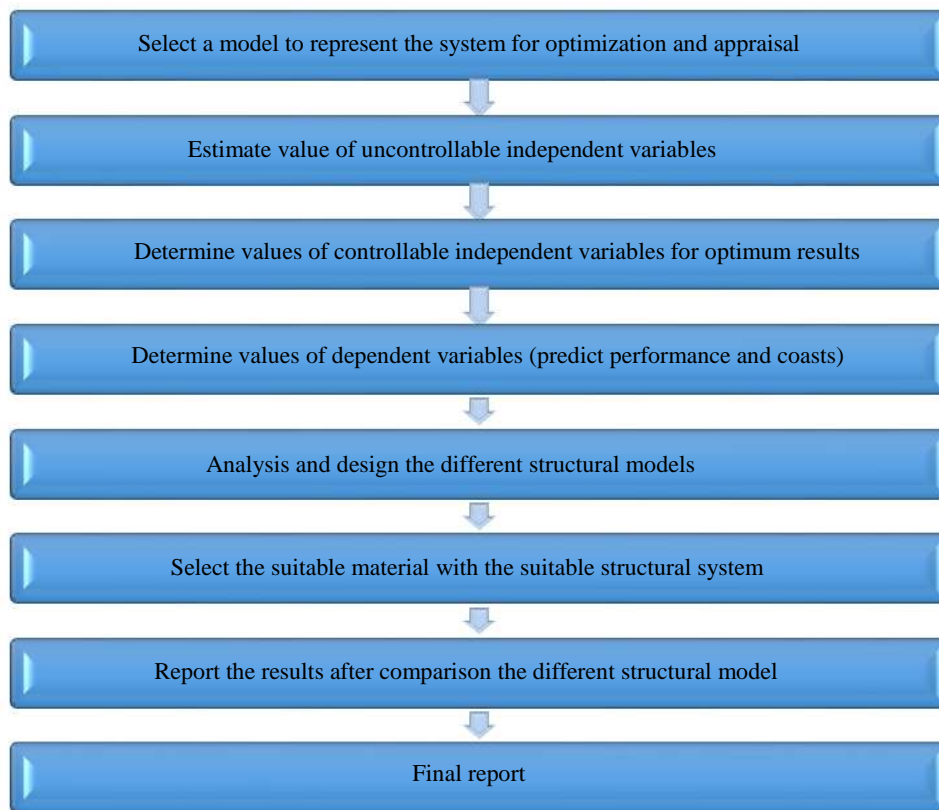 Select a model to represent the system for optimization and appraisal
Estimate value of uncontrollable independent variables
Determine values of controllable independent variables for optimum results
Determine values of dependent variables (predict performance and coasts)
Analysis and design the different structural models
Select the suitable material with the suitable structural system
Report the results after comparison the different structural model
Final report